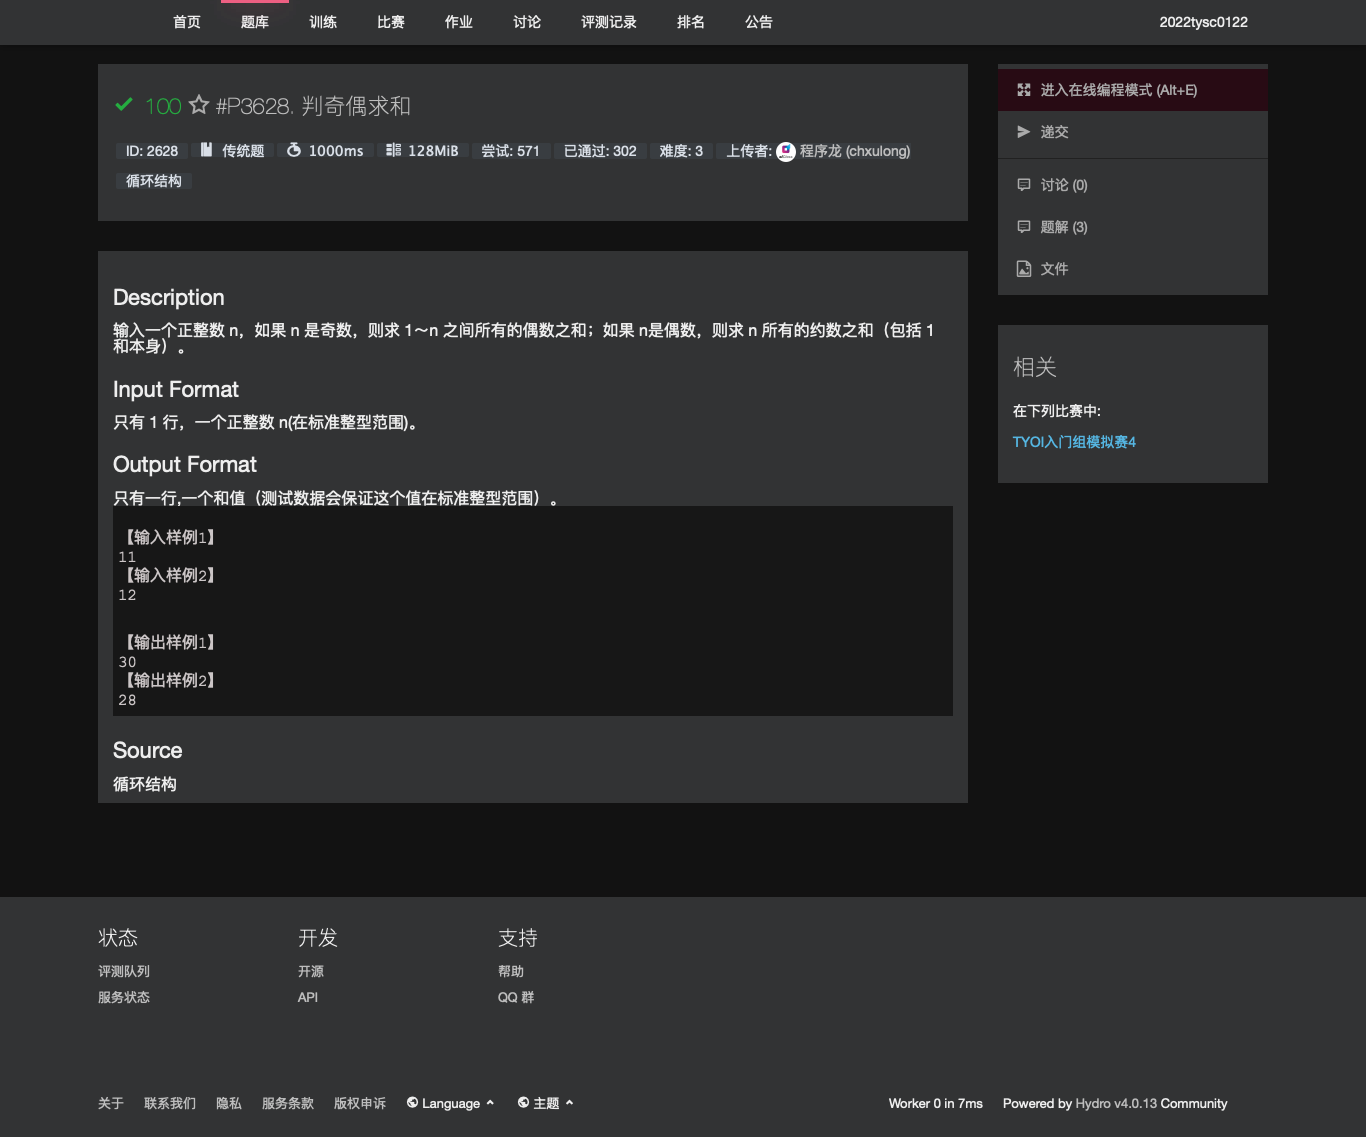 首页 题库 训练 比赛 作业 讨论 评测记录 排名 公告 2022tysc0122
100 #P3628. 判奇偶求和
ID: 2628 传统题 1000ms 128MiB 尝试: 571 已通过: 302 难度: 3 上传者: 程序龙 (chxulong)
循环结构
Description
输入一个正整数 n，如果 n 是奇数，则求 1～n 之间所有的偶数之和；如果 n是偶数，则求 n 所有的约数之和（包括 1
和本身）。
Input Format
只有 1 行，一个正整数 n(在标准整型范围)。
Output Format
只有一行,一个和值（测试数据会保证这个值在标准整型范围）。
【输入样例1】
11
【输入样例2】
12
【输出样例1】
30
【输出样例2】
28
Source
循环结构
进入在线编程模式 (Alt+E)
递交
讨论 (0)
题解 (3)
文件
相关
在下列比赛中:
TYOI入门组模拟赛4
状态
评测队列
服务状态
开发
开源
API
支持
帮助
QQ 群
关于 联系我们 隐私 服务条款 版权申诉 Language 主题 Worker 0 in 7ms Powered by Hydro v4.0.13 Community